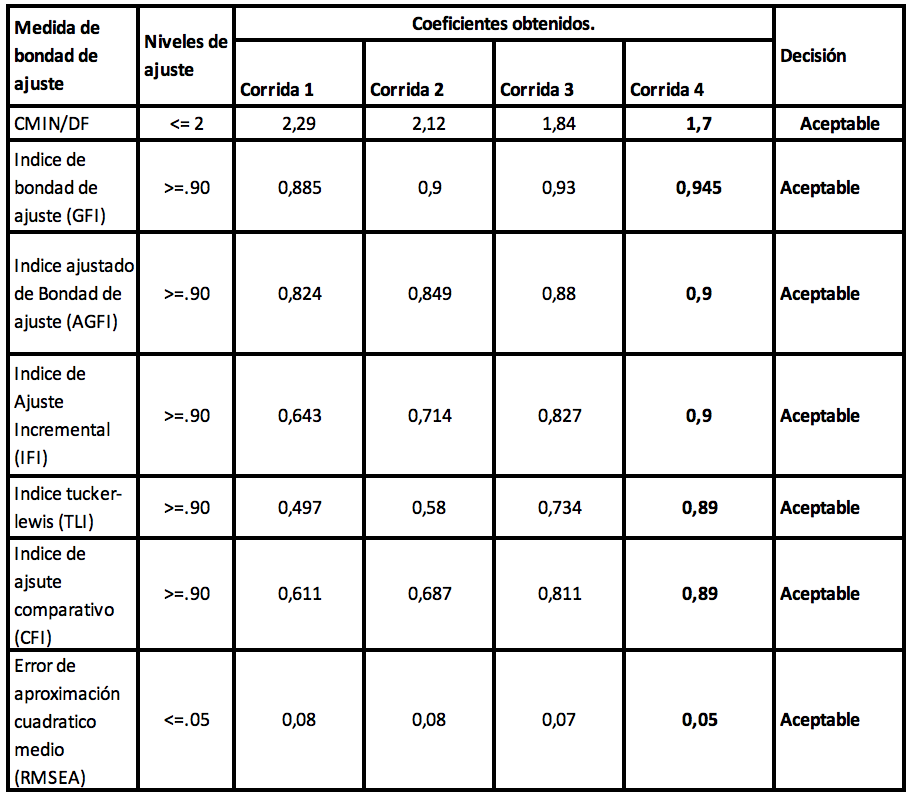 Medida de
bondad de
ajuste
Niveles de
ajuste
Coeficientes obtenidos.
Decisión
Corrida 1
Corrida 2
Corrida 3
Corrida 4
CMIN/DF
<= 2
2,29
2,12
1,84
1,7
Aceptable
Indice de
bondad de
ajuste (GFI)
>=.90
0,885
0,9
0,93
0,945
Aceptable
Indice ajustado
de Bondad de
ajuste (AGFI)
>=.90
0,824
0,849
0,88
0,9
Aceptable
Indice de
Ajuste
Incremental
(IFI)
>=.90
0,643
0,714
0,827
0,9
Aceptable
Indice tucker-
lewis (TLI)
>=.90
0,497
0,58
0,734
0,89
Aceptable
Indice de
ajsute
comparativo
(CFI)
>=.90
0,611
0,687
0,811
0,89
Aceptable
Error de
aproximación
cuadratico
medio
(RMSEA)
<=.05
0,08
0,08
0,07
0,05
Aceptable